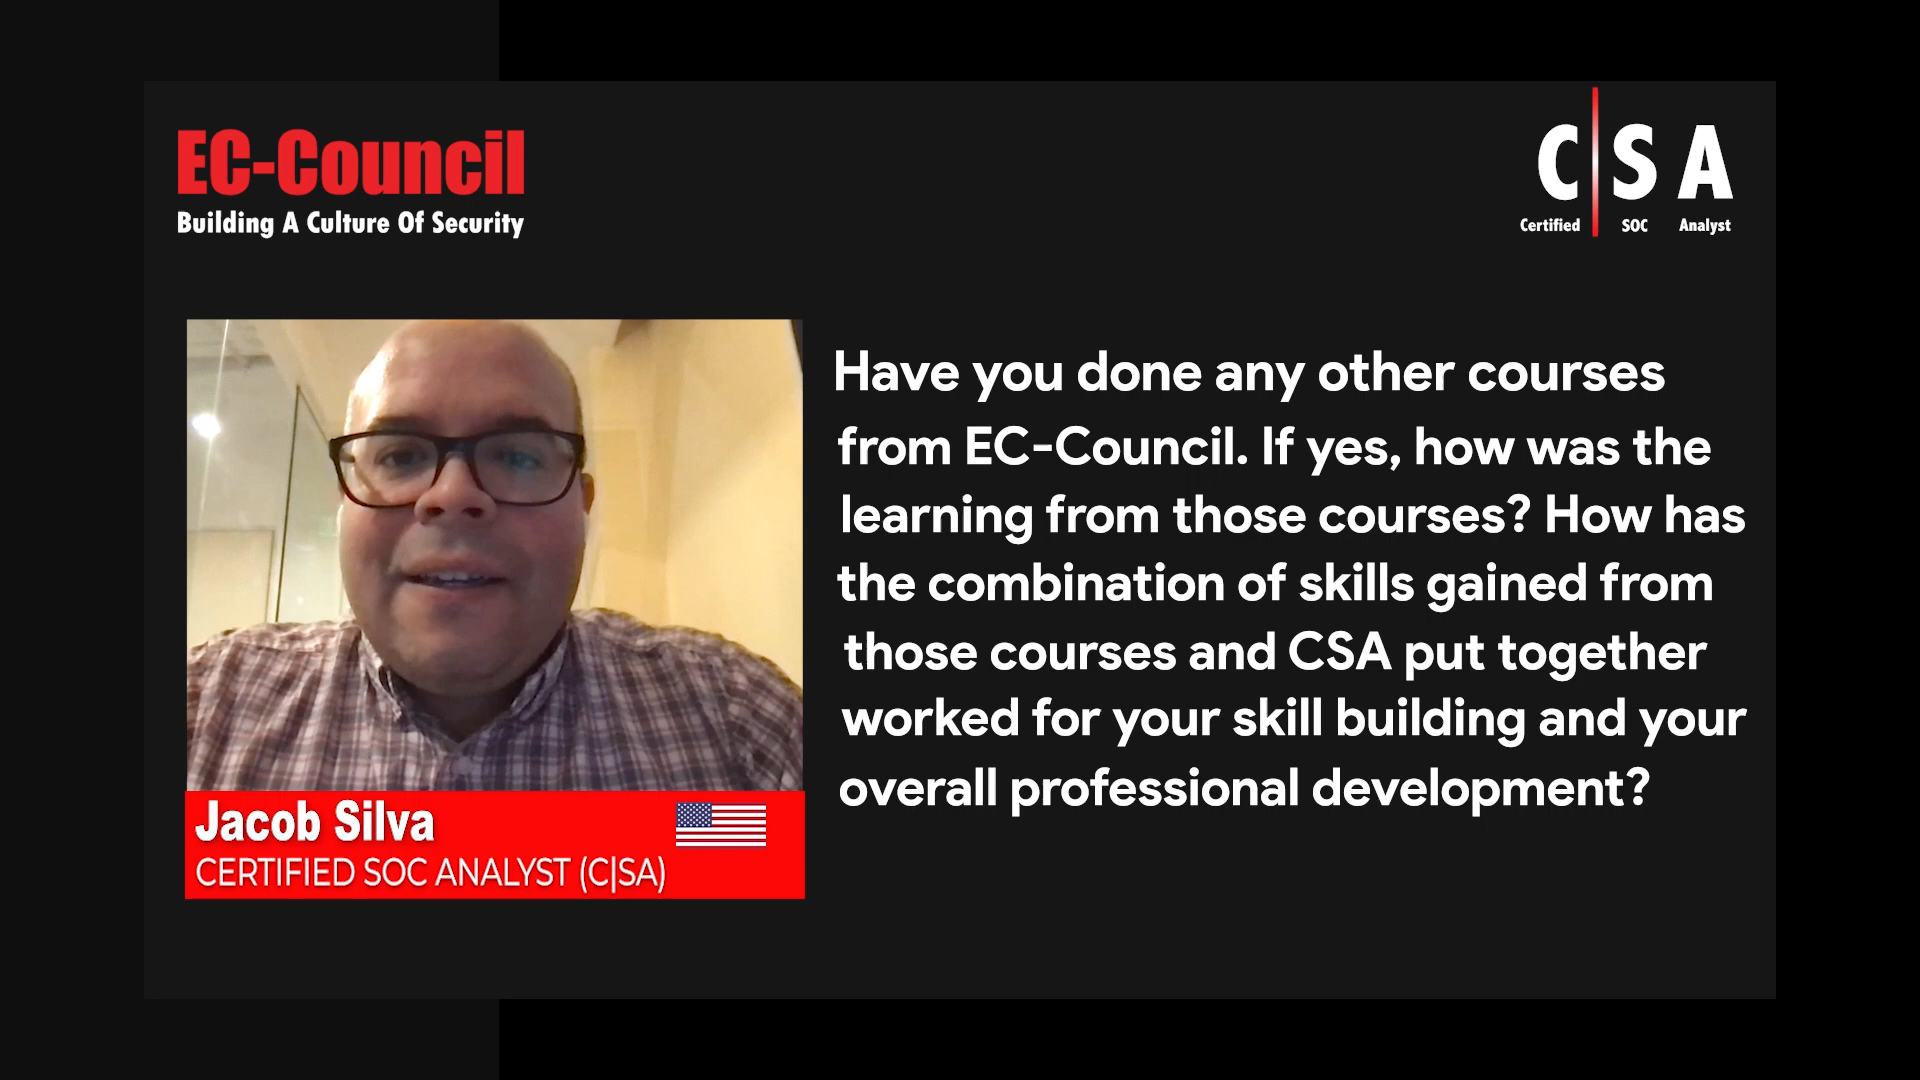 EC-Council
Building A Culture Of Security
C S A
Certified SOC Analyst
Have you done any other courses
from EC-Council. If yes, how was the
learning from those courses? How has
the combination of skills gained from
those courses and CSA put together
worked for your skill building and your
overall professional development?
Jacob Silva
CERTIFIED SOC ANALYST (C|SA)